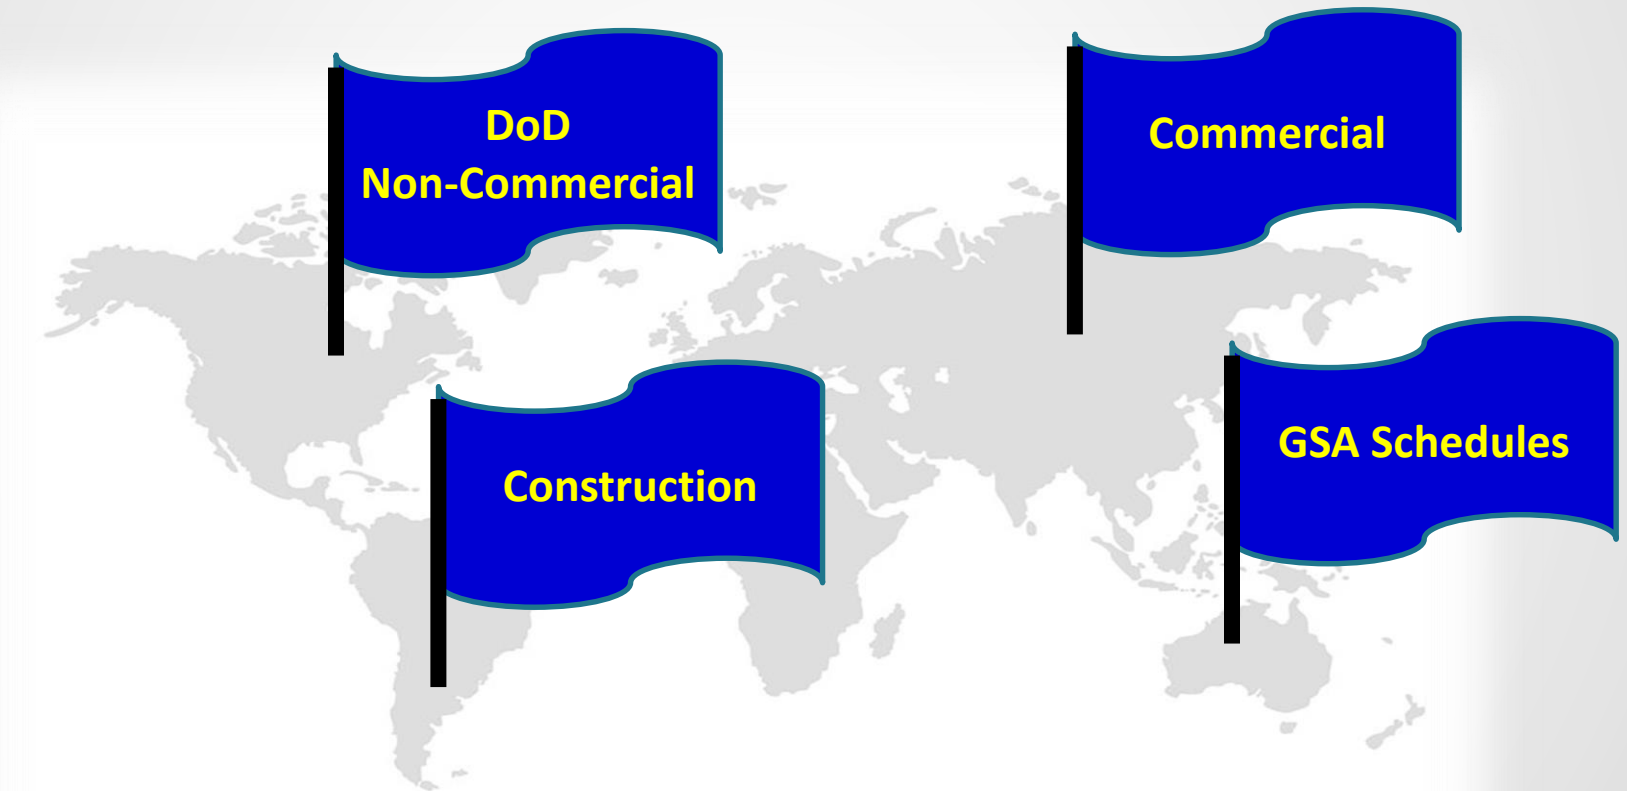 DoD
Non-Commercial
Commercial
Construction
GSA Schedules